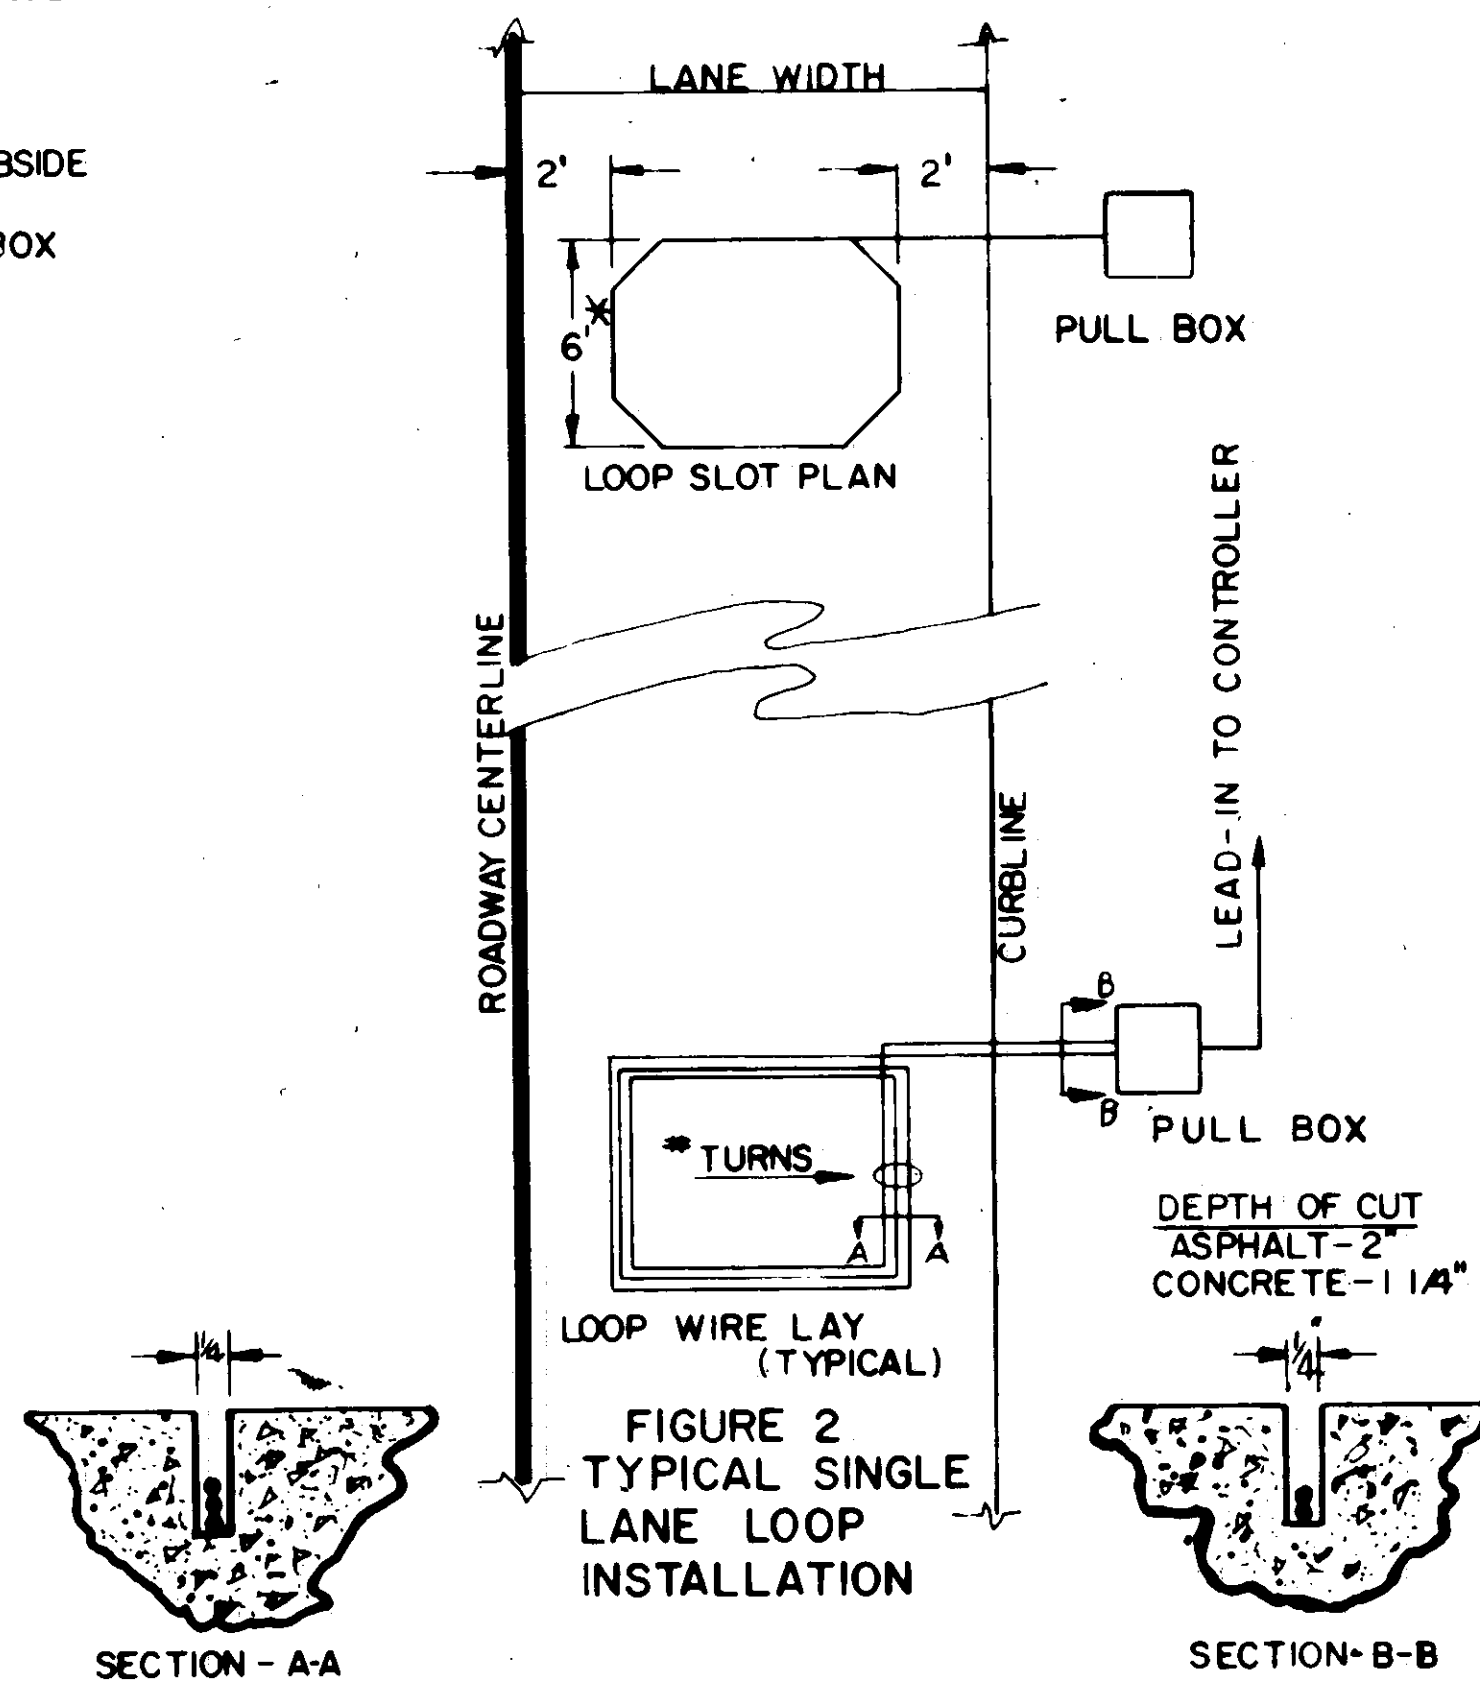 LANE WIDTH
BSIDE
BOX
2'
2'
6' *
PULL BOX
LOOP SLOT PLAN
ROADWAY CENTERLINE
CURBLINE
LEAD-IN TO CONTROLLER
B
B
PULL BOX
* TURNS
A A
DEPTH OF CUT
ASPHALT-2"
CONCRETE-1 1/4"
LOOP WIRE LAY
(TYPICAL)
1/4
1/4"
FIGURE 2
TYPICAL SINGLE
LANE LOOP
INSTALLATION
SECTION - A-A
SECTION- B-B